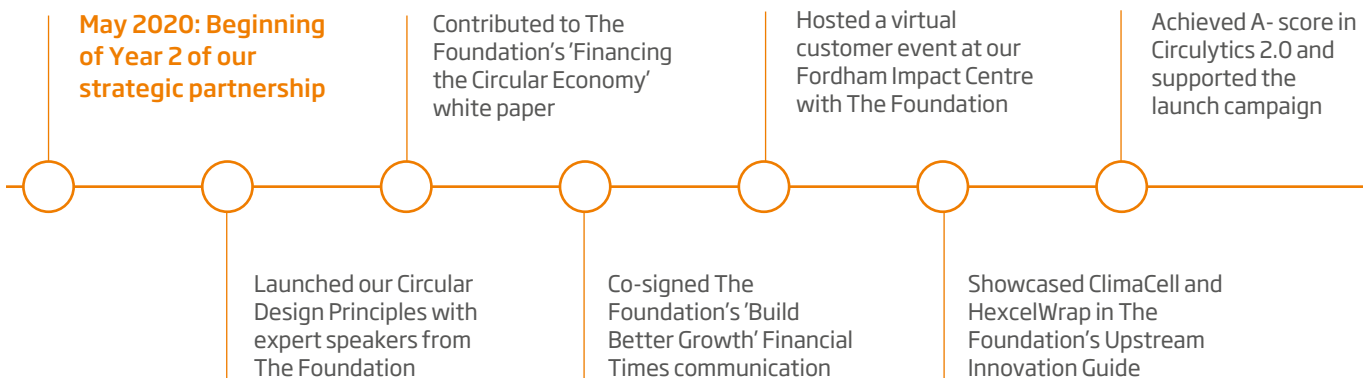 May 2020: Beginning
of Year 2 of our
strategic partnership
Launched our Circular
Design Principles with
expert speakers from
The Foundation
Contributed to The
Foundation's 'Financing
the Circular Economy'
white paper
Co-signed The
Foundation's 'Build
Better Growth' Financial
Times communication
Hosted a virtual
customer event at our
Fordham Impact Centre
with The Foundation
Showcased ClimaCell and
HexcelWrap in The
Foundation's Upstream
Innovation Guide
Achieved A- score in
Circulytics 2.0 and
supported the
launch campaign